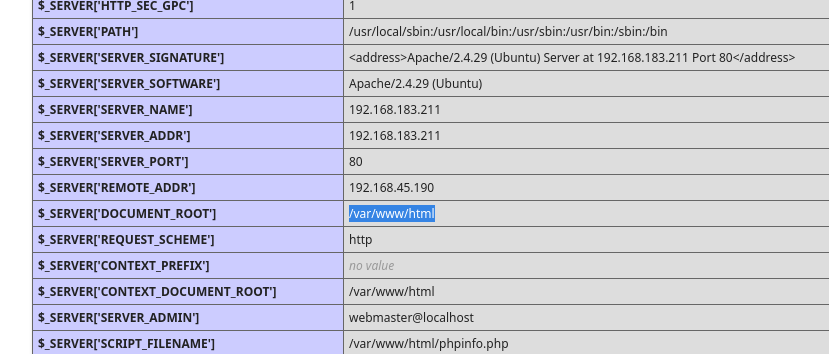 $_SERVER['HTTP_SEC_GPC'] 1
$_SERVER['PATH'] /usr/local/sbin:/usr/local/bin:/usr/sbin:/usr/bin:/sbin:/bin
$_SERVER['SERVER_SIGNATURE'] <address>Apache/2.4.29 (Ubuntu) Server at 192.168.183.211 Port 80</address>
$_SERVER['SERVER_SOFTWARE'] Apache/2.4.29 (Ubuntu)
$_SERVER['SERVER_NAME'] 192.168.183.211
$_SERVER['SERVER_ADDR'] 192.168.183.211
$_SERVER['SERVER_PORT'] 80
$_SERVER['REMOTE_ADDR'] 192.168.45.190
$_SERVER['DOCUMENT_ROOT'] /var/www/html
$_SERVER['REQUEST_SCHEME'] http
$_SERVER['CONTEXT_PREFIX'] no value
$_SERVER['CONTEXT_DOCUMENT_ROOT'] /var/www/html
$_SERVER['SERVER_ADMIN'] webmaster@localhost
$_SERVER['SCRIPT_FILENAME'] /var/www/html/phpinfo.php